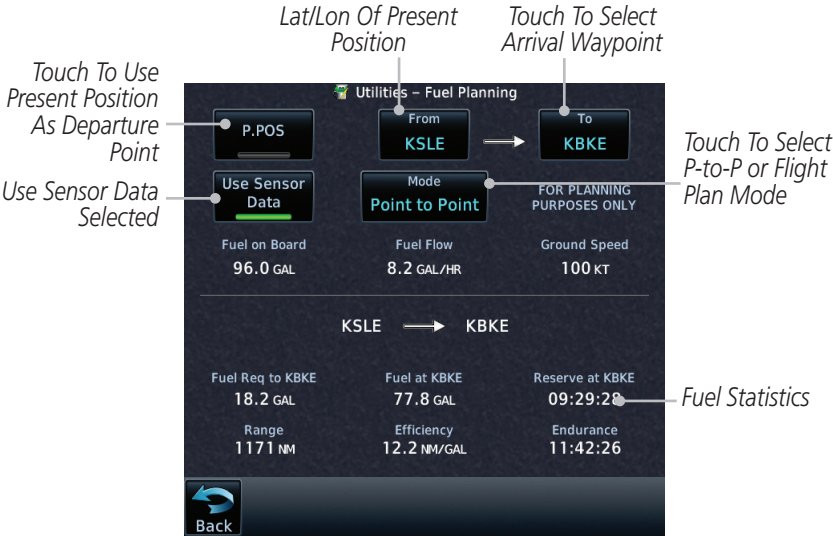 Lat/Lon Of Present
Position
Touch To Select
Arrival Waypoint
Touch To Use
Present Position
As Departure
Point
Use Sensor Data
Selected
Touch To Select
P-to-P or Flight
Plan Mode
Fuel Statistics
Utilities – Fuel Planning
P.POS
From
KSLE
To
KBKE
Use Sensor
Data
Mode
Point to Point
FOR PLANNING
PURPOSES ONLY
Fuel on Board
96.0 GAL
Fuel Flow
8.2 GAL/HR
Ground Speed
100 KT
KSLE KBKE
Fuel Req to KBKE
18.2 GAL
Fuel at KBKE
77.8 GAL
Reserve at KBKE
09:29:28
Range
1171 NM
Efficiency
12.2 NM/GAL
Endurance
11:42:26
Back